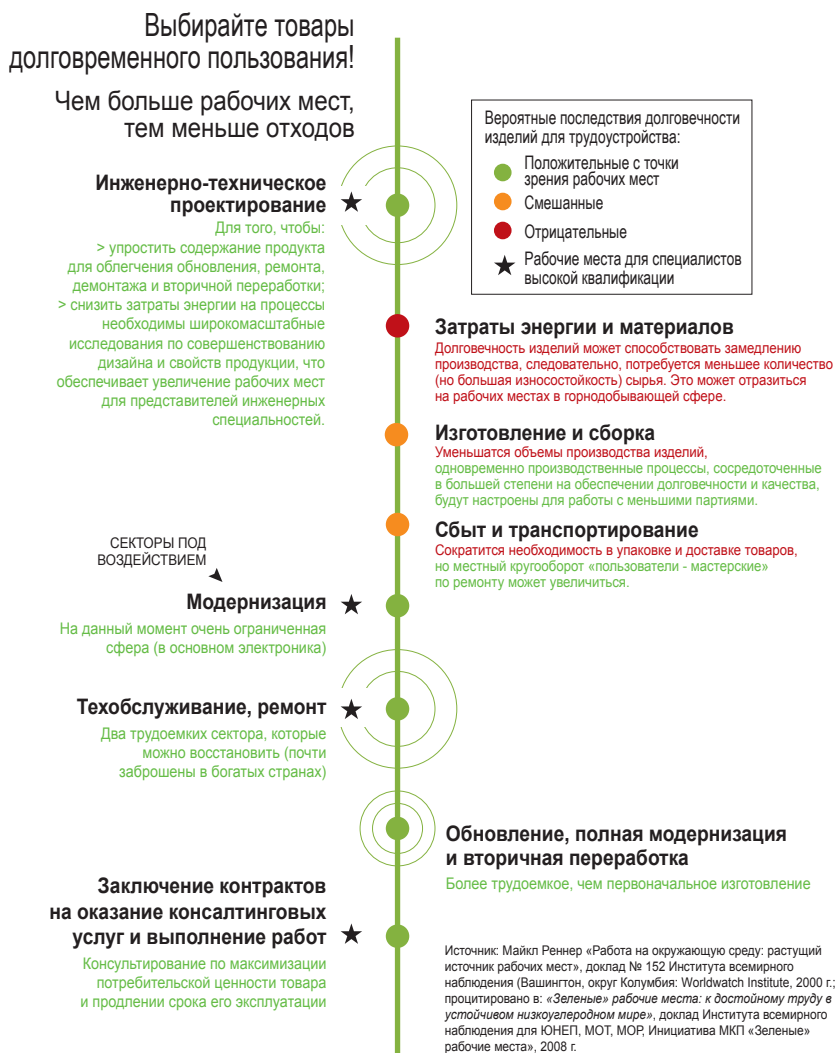 Выбирайте товары
долговременного пользования!
Чем больше рабочих мест,
тем меньше отходов
Вероятные последствия долговечности
изделий для трудоустройства:
Положительные с точки
зрения рабочих мест
Смешанные
Отрицательные
Рабочие места для специалистов
высокой квалификации
Инженерно-техническое
проектирование
Для того, чтобы:
> упростить содержание продукта
для облегчения обновления, ремонта,
демонтажа и вторичной переработки;
> снизить затраты энергии на процессы
необходимы широкомасштабные
исследования по совершенствованию
дизайна и свойств продукции, что
обеспечивает увеличение рабочих мест
для представителей инженерных
специальностей.
Затраты энергии и материалов
Долговечность изделий может способствовать замедлению
производства, следовательно, потребуется меньшее количество
(но большая износостойкость) сырья. Это может отразиться
на рабочих местах в горнодобывающей сфере.
Изготовление и сборка
Уменьшатся объемы производства изделий,
одновременно производственные процессы, сосредоточенные
в большей степени на обеспечении долговечности и качества,
будут настроены для работы с меньшими партиями.
Сбыт и транспортирование
Сократится необходимость в упаковке и доставке товаров,
но местный кругооборот «пользователи - мастерские»
по ремонту может увеличиться.
СЕКТОРЫ ПОД
ВОЗДЕЙСТВИЕМ
Модернизация
На данный момент очень ограниченная
сфера (в основном электроника)
Техобслуживание, ремонт
Два трудоемких сектора, которые
можно восстановить (почти
заброшены в богатых странах)
Обновление, полная модернизация
и вторичная переработка
Более трудоемкое, чем первоначальное изготовление
Заключение контрактов
на оказание консалтинговых
услуг и выполнение работ
Консультирование по максимизации
потребительской ценности товара
и продлении срока его эксплуатации
Источник: Майкл Реннер «Работа на окружающую среду: растущий
источник рабочих мест», доклад № 152 Института всемирного
наблюдения (Вашингтон, округ Колумбия: Worldwatch Institute, 2000 г.;
процитировано в: «Зеленые» рабочие места: к достойному труду в
устойчивом низкоуглеродном мире», доклад Института всемирного
наблюдения для ЮНЕП, МОТ, МОР, Инициатива МКП «Зеленые»
рабочие места», 2008 г.